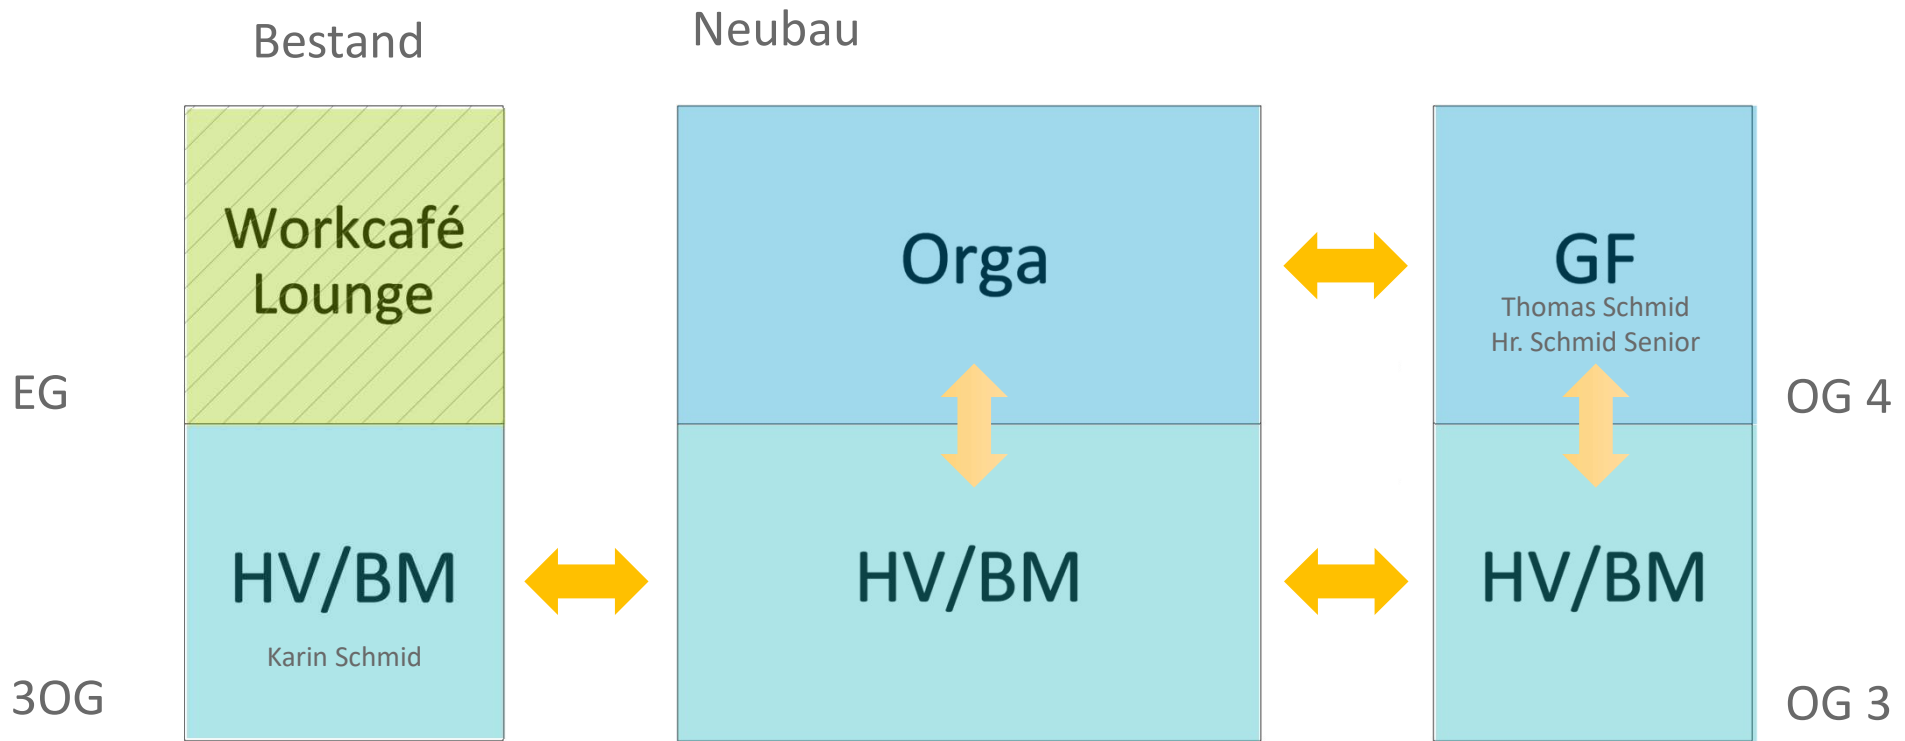 Bestand
Neubau
Workcafé
Lounge
Orga
GF
Thomas Schmid
Hr. Schmid Senior
EG
OG 4
HV/BM
Karin Schmid
HV/BM
HV/BM
3OG
OG 3